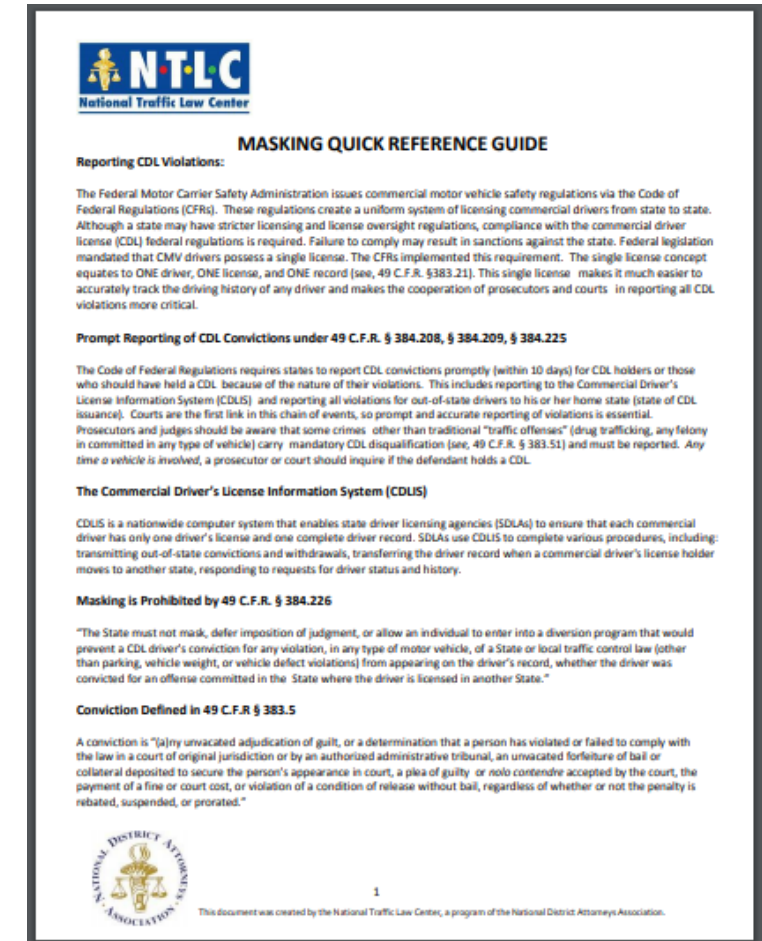 N·T·L·C
National Traffic Law Center
MASKING QUICK REFERENCE GUIDE
Reporting CDL Violations:
The Federal Motor Carrier Safety Administration issues commercial motor vehicle safety regulations via the Code of
Federal Regulations (CFRs).  These regulations create a uniform system of licensing commercial drivers from state to state.
Although a state may have stricter licensing and license oversight regulations, compliance with the commercial driver
license (CDL) federal regulations is required. Failure to comply may result in sanctions against the state. Federal legislation
mandated that CMV drivers possess a single license. The CFRs implemented this requirement.  The single license concept
equates to ONE driver, ONE license, and ONE record (see, 49 C.F.R. §383.21). This single license  makes it much easier to
accurately track the driving history of any driver and makes the cooperation of prosecutors and courts  in reporting all CDL
violations more critical.
Prompt Reporting of CDL Convictions under 49 C.F.R. § 384.208, § 384.209, § 384.225
The Code of Federal Regulations requires states to report CDL convictions promptly (within 10 days) for CDL holders or those
who should have held a CDL  because of the nature of their violations.  This includes reporting to the Commercial Driver's
License Information System (CDLIS)  and reporting all violations for out-of-state drivers to his or her home state (state of CDL
issuance).  Courts are the first link in this chain of events, so prompt and accurate reporting of violations is essential.
Prosecutors and judges should be aware that some crimes  other than traditional "traffic offenses" (drug trafficking, any felony
in committed in any type of vehicle) carry  mandatory CDL disqualification (see, 49 C.F.R. § 383.51) and must be reported.  Any
time a vehicle is involved, a prosecutor or court should inquire if the defendant holds a CDL.
The Commercial Driver's License Information System (CDLIS)
CDLIS is a nationwide computer system that enables state driver licensing agencies (SDLAs) to ensure that each commercial
driver has only one driver's license and one complete driver record. SDLAs use CDLIS to complete various procedures, including:
transmitting out-of-state convictions and withdrawals, transferring the driver record when a commercial driver's license holder
moves to another state, responding to requests for driver status and history.
Masking is Prohibited by 49 C.F.R. § 384.226
"The State must not mask, defer imposition of judgment, or allow an individual to enter into a diversion program that would
prevent a CDL driver's conviction for any violation, in any type of motor vehicle, of a State or local traffic control law (other
than parking, vehicle weight, or vehicle defect violations) from appearing on the driver's record, whether the driver was
convicted for an offense committed in the  State where the driver is licensed in another State."
Conviction Defined in 49 C.F.R § 383.5
A conviction is "(a)ny unvacated adjudication of guilt, or a determination that a person has violated or failed to comply with
the law in a court of original jurisdiction or by an authorized administrative tribunal, an unvacated forfeiture of bail or
collateral deposited to secure the person's appearance in court, a plea of guilty  or nolo contendre accepted by the court, the
payment of a fine or court cost, or violation of a condition of release without bail, regardless of whether or not the penalty is
rebated, suspended, or prorated."
NATIONAL DISTRICT ATTORNEYS ASSOCIATION
1
This document was created by the National Traffic Law Center, a program of the National District Attorneys Association.